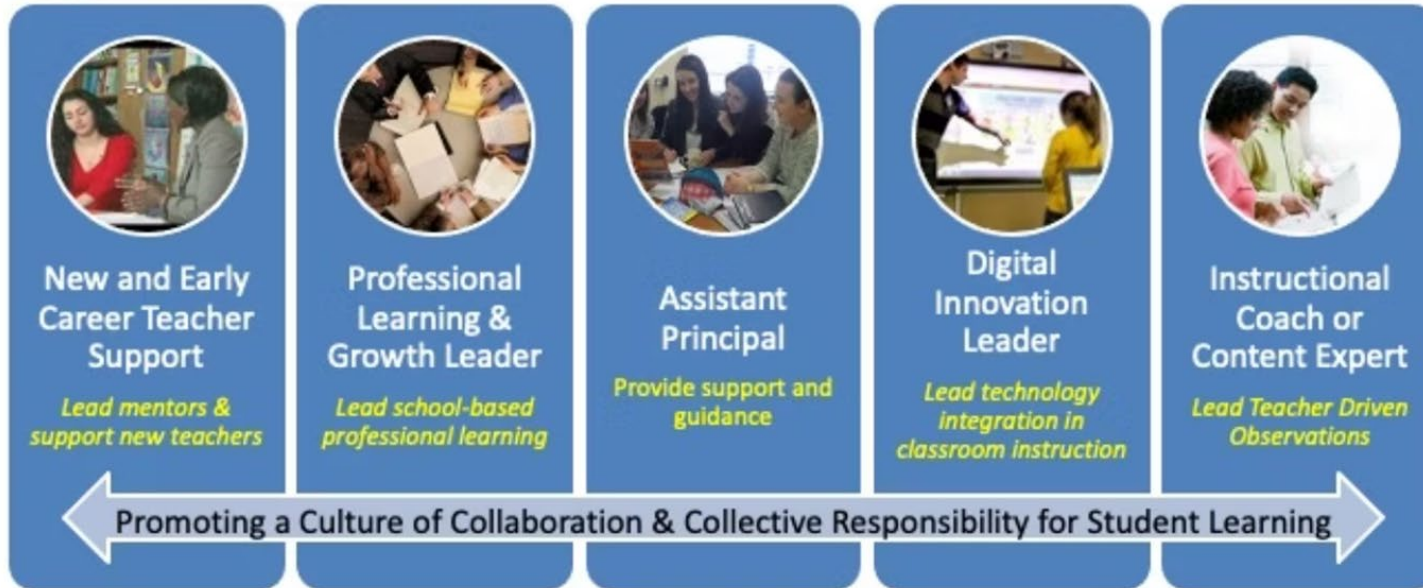 New and Early
Career Teacher
Support
Lead mentors &
support new teachers
Professional
Learning &
Growth Leader
Lead school-based
professional learning
Assistant
Principal
Provide support and
guidance
Digital
Innovation
Leader
Lead technology
integration in
classroom instruction
Instructional
Coach or
Content Expert
Lead Teacher Driven
Observations
Promoting a Culture of Collaboration & Collective Responsibility for Student Learning